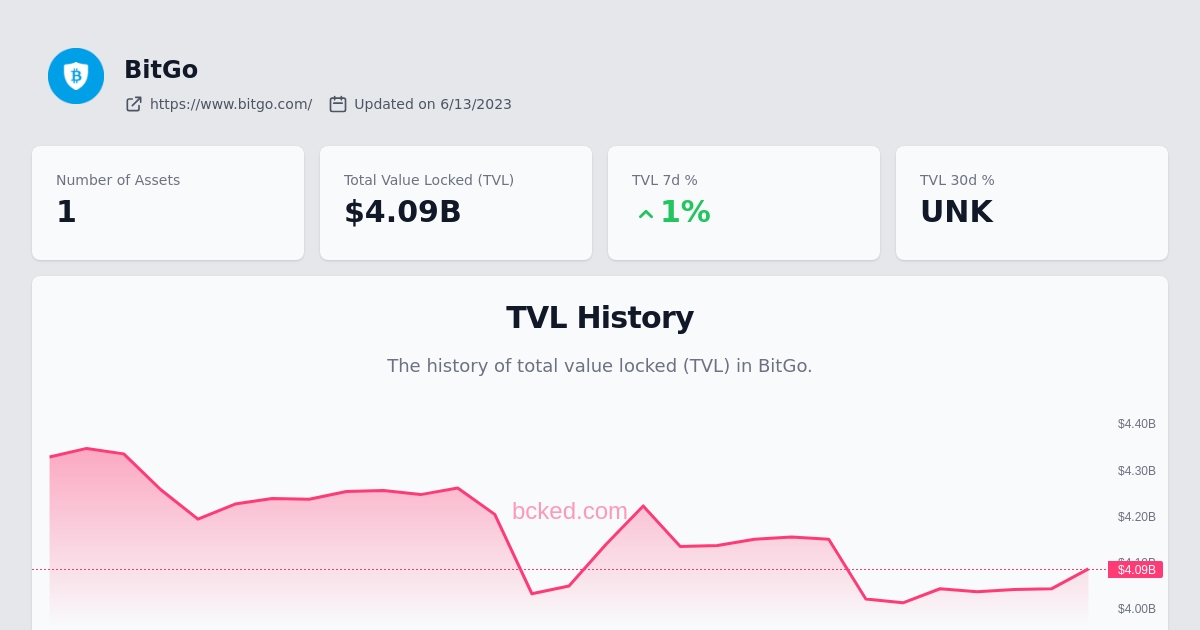 BitGo
https://www.bitgo.com/ Updated on 6/13/2023
Number of Assets
1
Total Value Locked (TVL)
$4.09B
TVL 7d %
1%
TVL 30d %
UNK
TVL History
The history of total value locked (TVL) in BitGo.
$4.40B
$4.30B
bcked.com
$4.20B
$4.10B
$4.09B
$4.00B